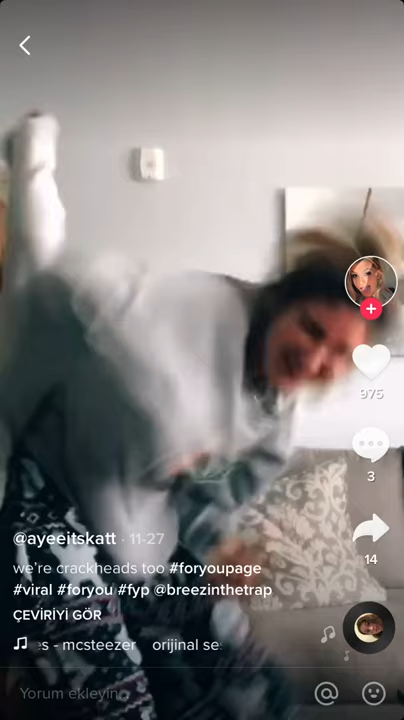 975
3
14
@ayeeitskatt · 11-27
we're crackheads too #foryoupage
#viral #foryou #fyp @breezinthetrap
ÇEVİRİYİ GÖR
es - mcsteezer orijinal se
Yorum ekleyin